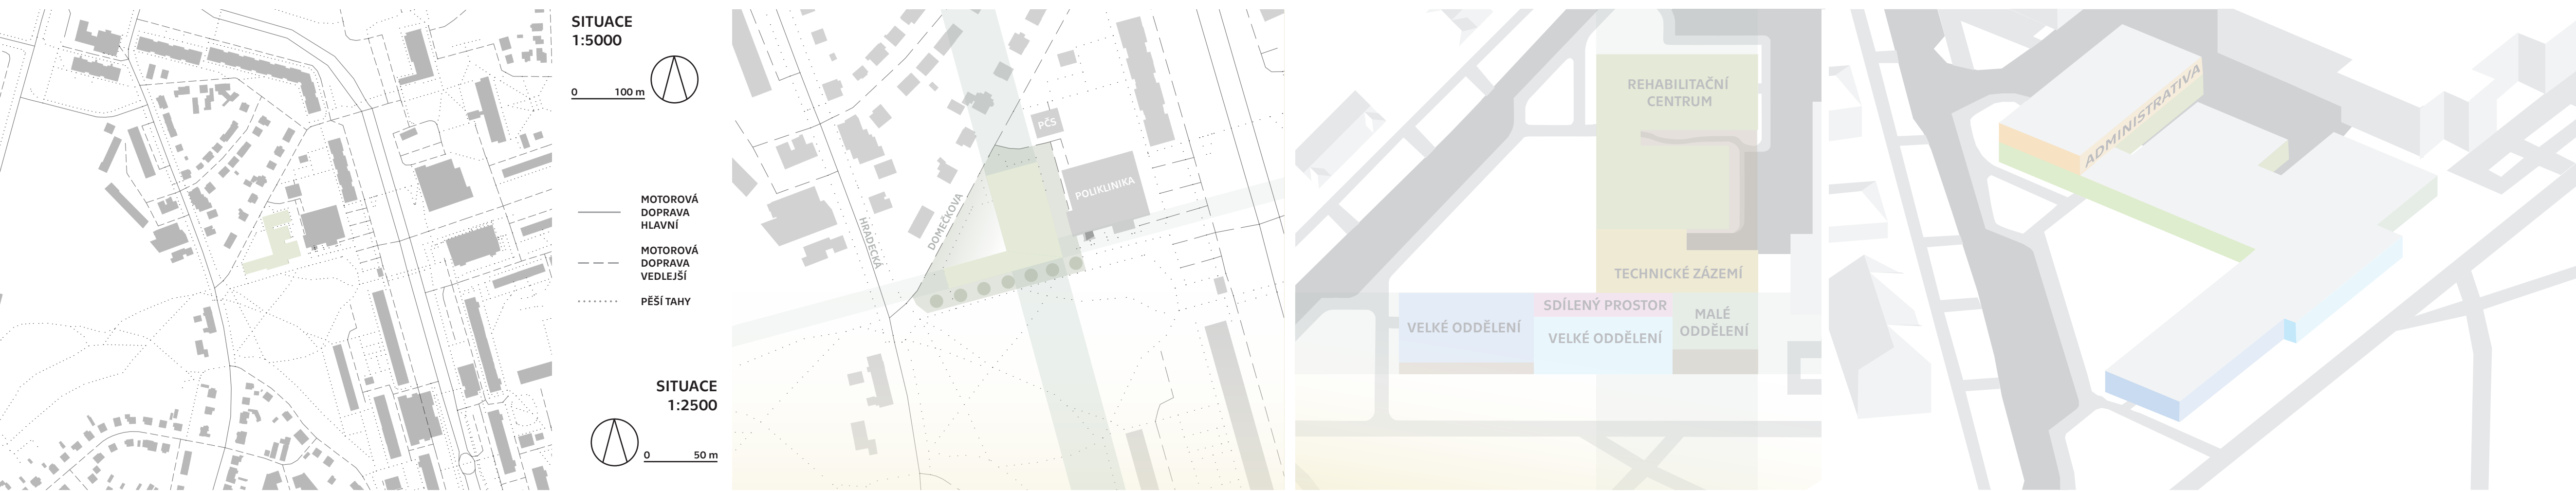 SITUACE
1:5000
0 100 m
MOTOROVÁ
DOPRAVA
HLAVNÍ
MOTOROVÁ
DOPRAVA
VEDLEJŠÍ
PĚŠÍ TAHY
SITUACE
1:2500
0 50 m
PČS
POLIKLINIKA
DOMEČKOVA
HRADECKÁ
REHABILITAČNÍ
CENTRUM
TECHNICKÉ ZÁZEMÍ
VELKÉ ODDĚLENÍ
SDÍLENÝ PROSTOR
VELKÉ ODDĚLENÍ
MALÉ
ODDĚLENÍ
ADMINISTRATIVA